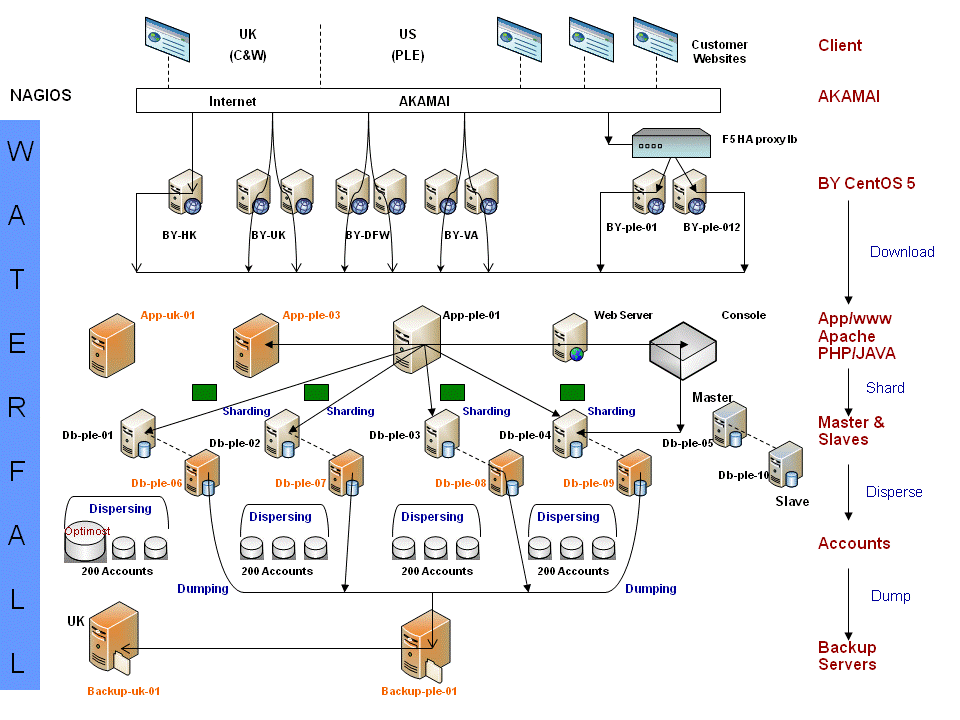 UK
(C&W)
US
(PLE)
Customer
Websites
Client
NAGIOS
Internet
AKAMAI
AKAMAI
F5 HA proxy lb
WATERFALL
BY CentOS 5
BY-HK
BY-UK
BY-DFW
BY-VA
BY-ple-01
BY-ple-012
Download
App-uk-01
App-ple-03
App-ple-01
Web Server
Console
App/www
Apache
PHP/JAVA
Shard
Master
Sharding
Sharding
Sharding
Sharding
Db-ple-01
Db-ple-02
Db-ple-03
Db-ple-04
Db-ple-05
Master &
Slaves
Db-ple-06
Db-ple-07
Db-ple-08
Db-ple-09
Db-ple-10
Slave
Disperse
Dispersing
Dispersing
Dispersing
Dispersing
Optimost
Accounts
200 Accounts
200 Accounts
200 Accounts
200 Accounts
Dumping
Dumping
Dump
UK
Backup
Servers
Backup-uk-01
Backup-ple-01